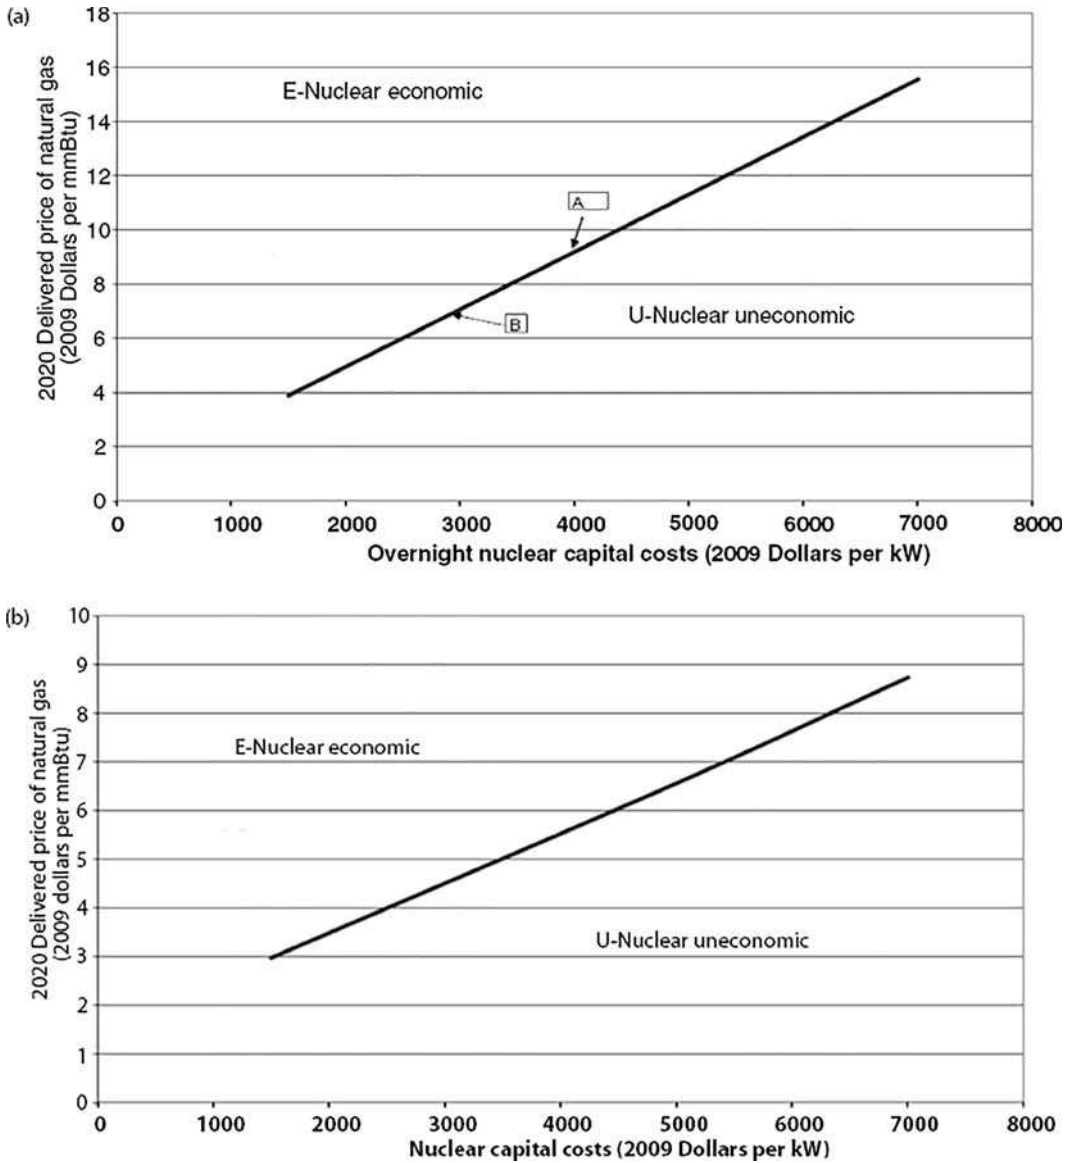 (a)
18
16
14
12
10
8
6
4
2
0
2020 Delivered price of natural gas
(2009 Dollars per mmBtu)
E-Nuclear economic
A
B
U-Nuclear uneconomic
0 1000 2000 3000 4000 5000 6000 7000 8000
Overnight nuclear capital costs (2009 Dollars per kW)
(b)
10
9
8
7
6
5
4
3
2
1
0
2020 Delivered price of natural gas
(2009 dollars per mmBtu)
E-Nuclear economic
U-Nuclear uneconomic
0 1000 2000 3000 4000 5000 6000 7000 8000
Nuclear capital costs (2009 Dollars per kW)